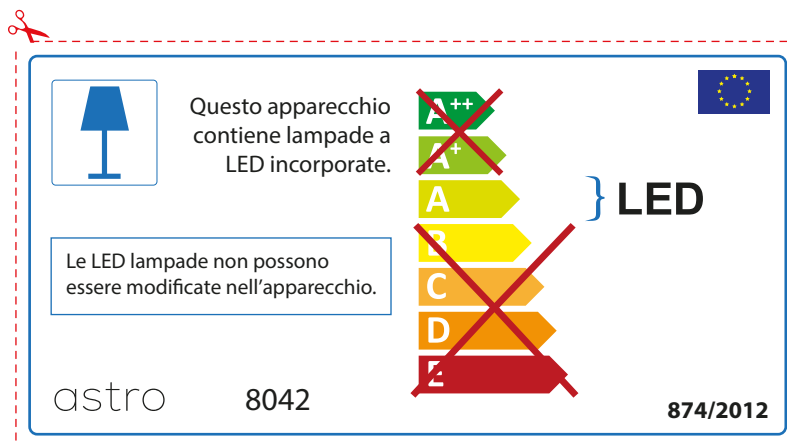 Questo apparecchio
contiene lampade a
LED incorporate.
Le LED lampade non possono
essere modificate nell'apparecchio.
A++
A+
A
B
C
D
E
LED
astro
8042
874/2012